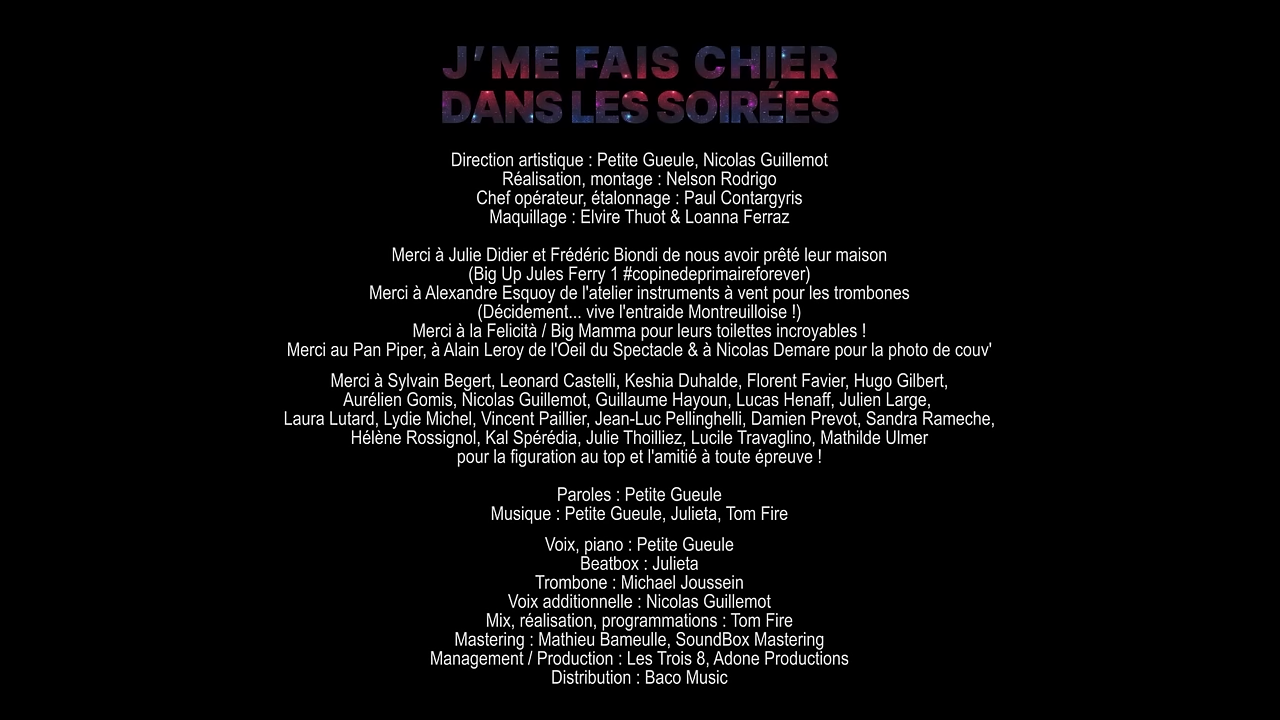 J'ME FAIS CHIER
DANS LES SOIRÉES
Direction artistique : Petite Gueule, Nicolas Guillemot
Réalisation, montage : Nelson Rodrigo
Chef opérateur, étalonnage : Paul Contargyris
Maquillage : Elvire Thuot & Loanna Ferraz
Merci à Julie Didier et Frédéric Biondi de nous avoir prêté leur maison
(Big Up Jules Ferry 1 #copinedeprimaireforever)
Merci à Alexandre Esquoy de l'atelier instruments à vent pour les trombones
(Décidement... vive l'entraide Montreuilloise !)
Merci à la Felicità / Big Mamma pour leurs toilettes incroyables !
Merci au Pan Piper, à Alain Leroy de l'Oeil du Spectacle & à Nicolas Demare pour la photo de couv'
Merci à Sylvain Begert, Leonard Castelli, Keshia Duhalde, Florent Favier, Hugo Gilbert,
Aurélien Gomis, Nicolas Guillemot, Guillaume Hayoun, Lucas Henaff, Julien Large,
Laura Lutard, Lydie Michel, Vincent Paillier, Jean-Luc Pellinghelli, Damien Prevot, Sandra Rameche,
Hélène Rossignol, Kal Spérédia, Julie Thoilliez, Lucile Travaglino, Mathilde Ulmer
pour la figuration au top et l'amitié à toute épreuve !
Paroles : Petite Gueule
Musique : Petite Gueule, Julieta, Tom Fire
Voix, piano : Petite Gueule
Beatbox : Julieta
Trombone : Michael Joussein
Voix additionnelle : Nicolas Guillemot
Mix, réalisation, programmations : Tom Fire
Mastering : Mathieu Bameulle, SoundBox Mastering
Management / Production : Les Trois 8, Adone Productions
Distribution : Baco Music